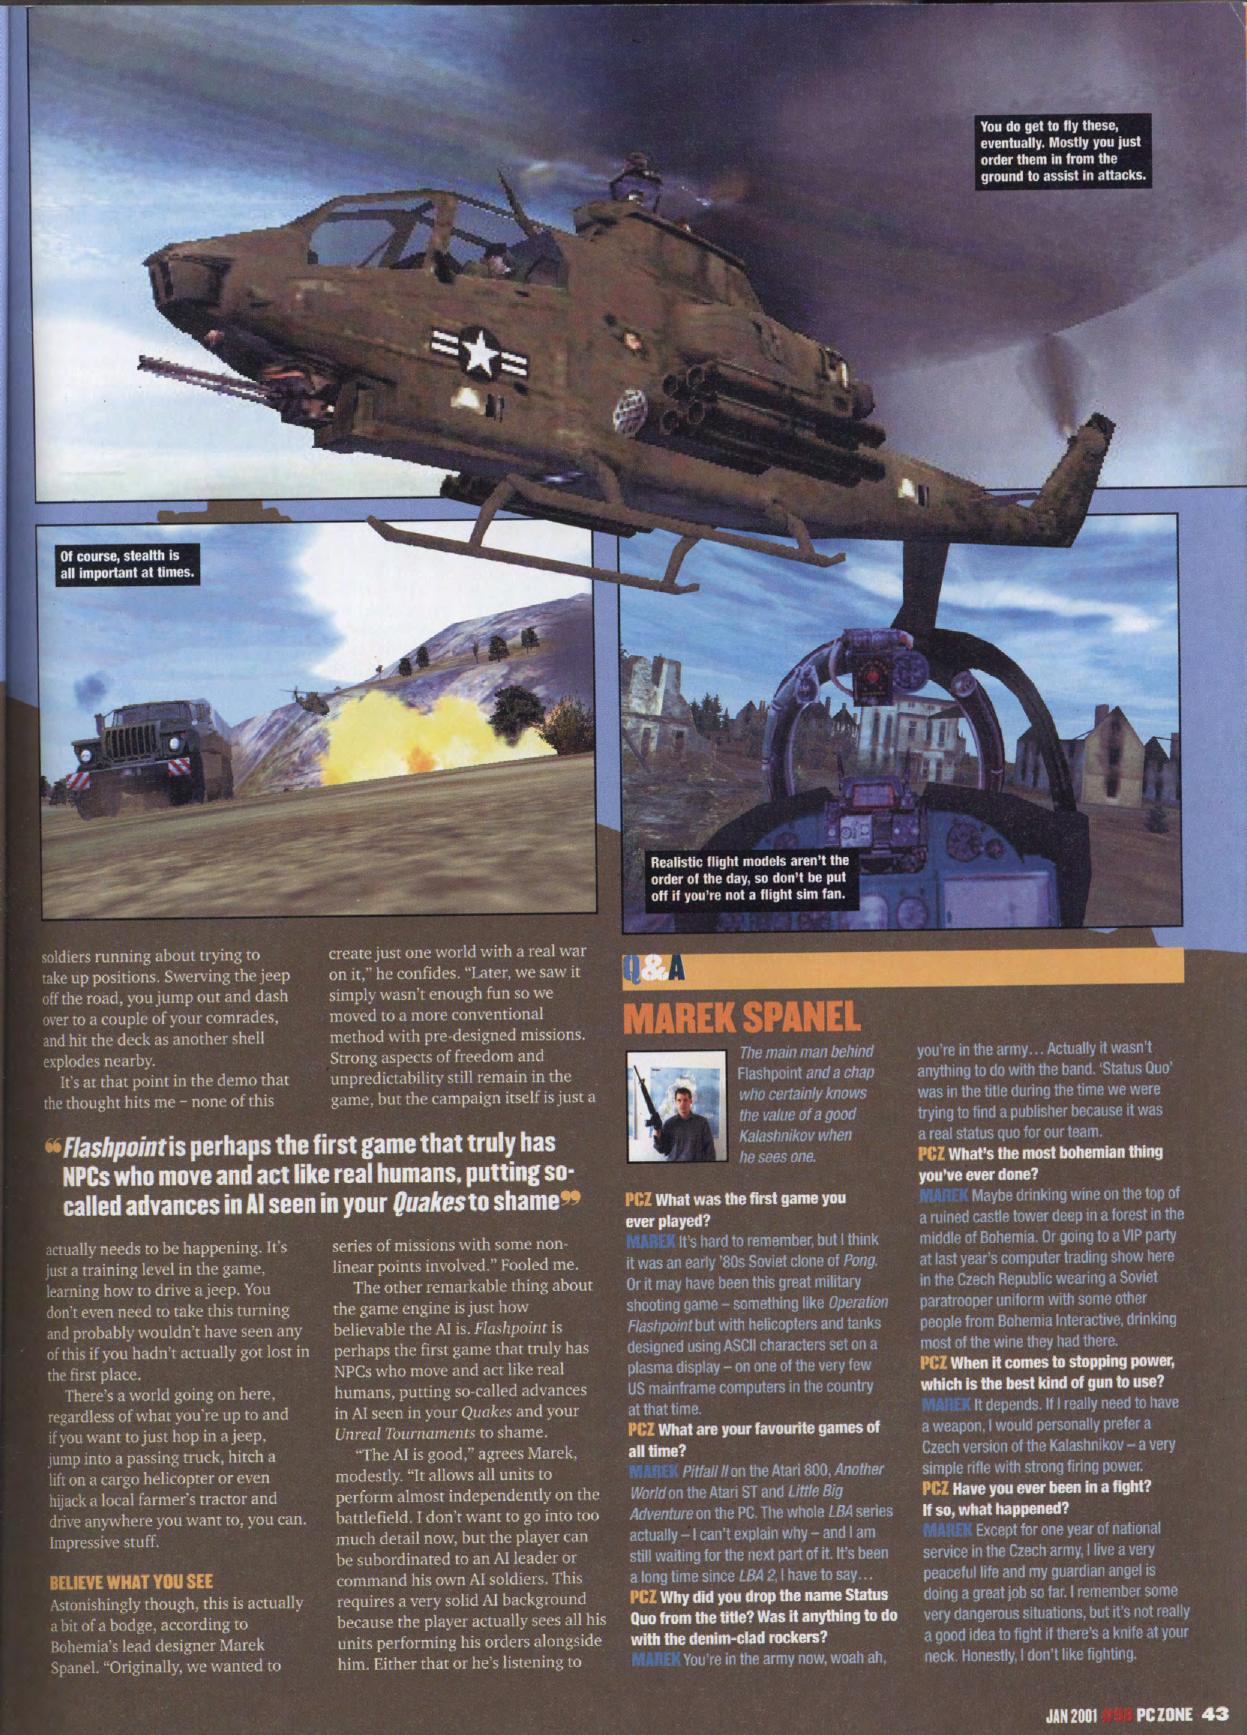 You do get to fly these,
eventually. Mostly you just
order them in from the
ground to assist in attacks.
Of course, stealth is
all important at times.
Realistic flight models aren't the
order of the day, so don't be put
off if you're not a flight sim fan.
soldiers running about trying to
take up positions. Swerving the jeep
off the road, you jump out and dash
over to a couple of your comrades,
and hit the deck as another shell
explodes nearby.
It's at that point in the demo that
the thought hits me – none of this
“Flashpoint is perhaps the first game that truly has
NPCs who move and act like real humans, putting so-
called advances in AI seen in your Quakes to shame”
actually needs to be happening. It's
just a training level in the game,
learning how to drive a jeep. You
don't even need to take this turning
and probably wouldn't have seen any
of this if you hadn't actually got lost in
the first place.
There's a world going on here,
regardless of what you're up to and
if you want to just hop in a jeep,
jump into a passing truck, hitch a
lift on a cargo helicopter or even
hijack a local farmer's tractor and
drive anywhere you want to, you can.
Impressive stuff.
BELIEVE WHAT YOU SEE
Astonishingly though, this is actually
a bit of a bodge, according to
Bohemia's lead designer Marek
Spanel. “Originally, we wanted to
create just one world with a real war
on it,” he confides. “Later, we saw it
simply wasn't enough fun so we
moved to a more conventional
method with pre-designed missions.
Strong aspects of freedom and
unpredictability still remain in the
game, but the campaign itself is just a
series of missions with some non-
linear points involved.” Fooled me.
The other remarkable thing about
the game engine is just how
believable the AI is. Flashpoint is
perhaps the first game that truly has
NPCs who move and act like real
humans, putting so-called advances
in AI seen in your Quakes and your
Unreal Tournaments to shame.
“The AI is good,” agrees Marek,
modestly. “It allows all units to
perform almost independently on the
battlefield. I don't want to go into too
much detail now, but the player can
be subordinated to an AI leader or
command his own AI soldiers. This
requires a very solid AI background
because the player actually sees all his
units performing his orders alongside
him. Either that or he's listening to
Q&A
MAREK SPANEL
The main man behind
Flashpoint and a chap
who certainly knows
the value of a good
Kalashnikov when
he sees one.
PCZ What was the first game you
ever played?
MAREK It's hard to remember, but I think
it was an early '80s Soviet clone of Pong.
Or it may have been this great military
shooting game – something like Operation
Flashpoint but with helicopters and tanks
designed using ASCII characters set on a
plasma display – on one of the very few
US mainframe computers in the country
at that time.
PCZ What are your favourite games of
all time?
MAREK Pitfall II on the Atari 800, Another
World on the Atari ST and Little Big
Adventure on the PC. The whole LBA series
actually – I can't explain why – and I am
still waiting for the next part of it. It's been
a long time since LBA 2, I have to say…
PCZ Why did you drop the name Status
Quo from the title? Was it anything to do
with the denim-clad rockers?
MAREK You're in the army now, woah ah,
you're in the army… Actually it wasn't
anything to do with the band. ‘Status Quo’
was in the title during the time we were
trying to find a publisher because it was
a real status quo for our team.
PCZ What's the most bohemian thing
you've ever done?
MAREK Maybe drinking wine on the top of
a ruined castle tower deep in a forest in the
middle of Bohemia. Or going to a VIP party
at last year's computer trading show here
in the Czech Republic wearing a Soviet
paratrooper uniform with some other
people from Bohemia Interactive, drinking
most of the wine they had there.
PCZ When it comes to stopping power,
which is the best kind of gun to use?
MAREK It depends. If I really need to have
a weapon, I would personally prefer a
Czech version of the Kalashnikov – a very
simple rifle with strong firing power.
PCZ Have you ever been in a fight?
If so, what happened?
MAREK Except for one year of national
service in the Czech army, I live a very
peaceful life and my guardian angel is
doing a great job so far. I remember some
very dangerous situations, but it's not really
a good idea to fight if there's a knife at your
neck. Honestly, I don't like fighting.
JAN 2001 #98 PC ZONE 43